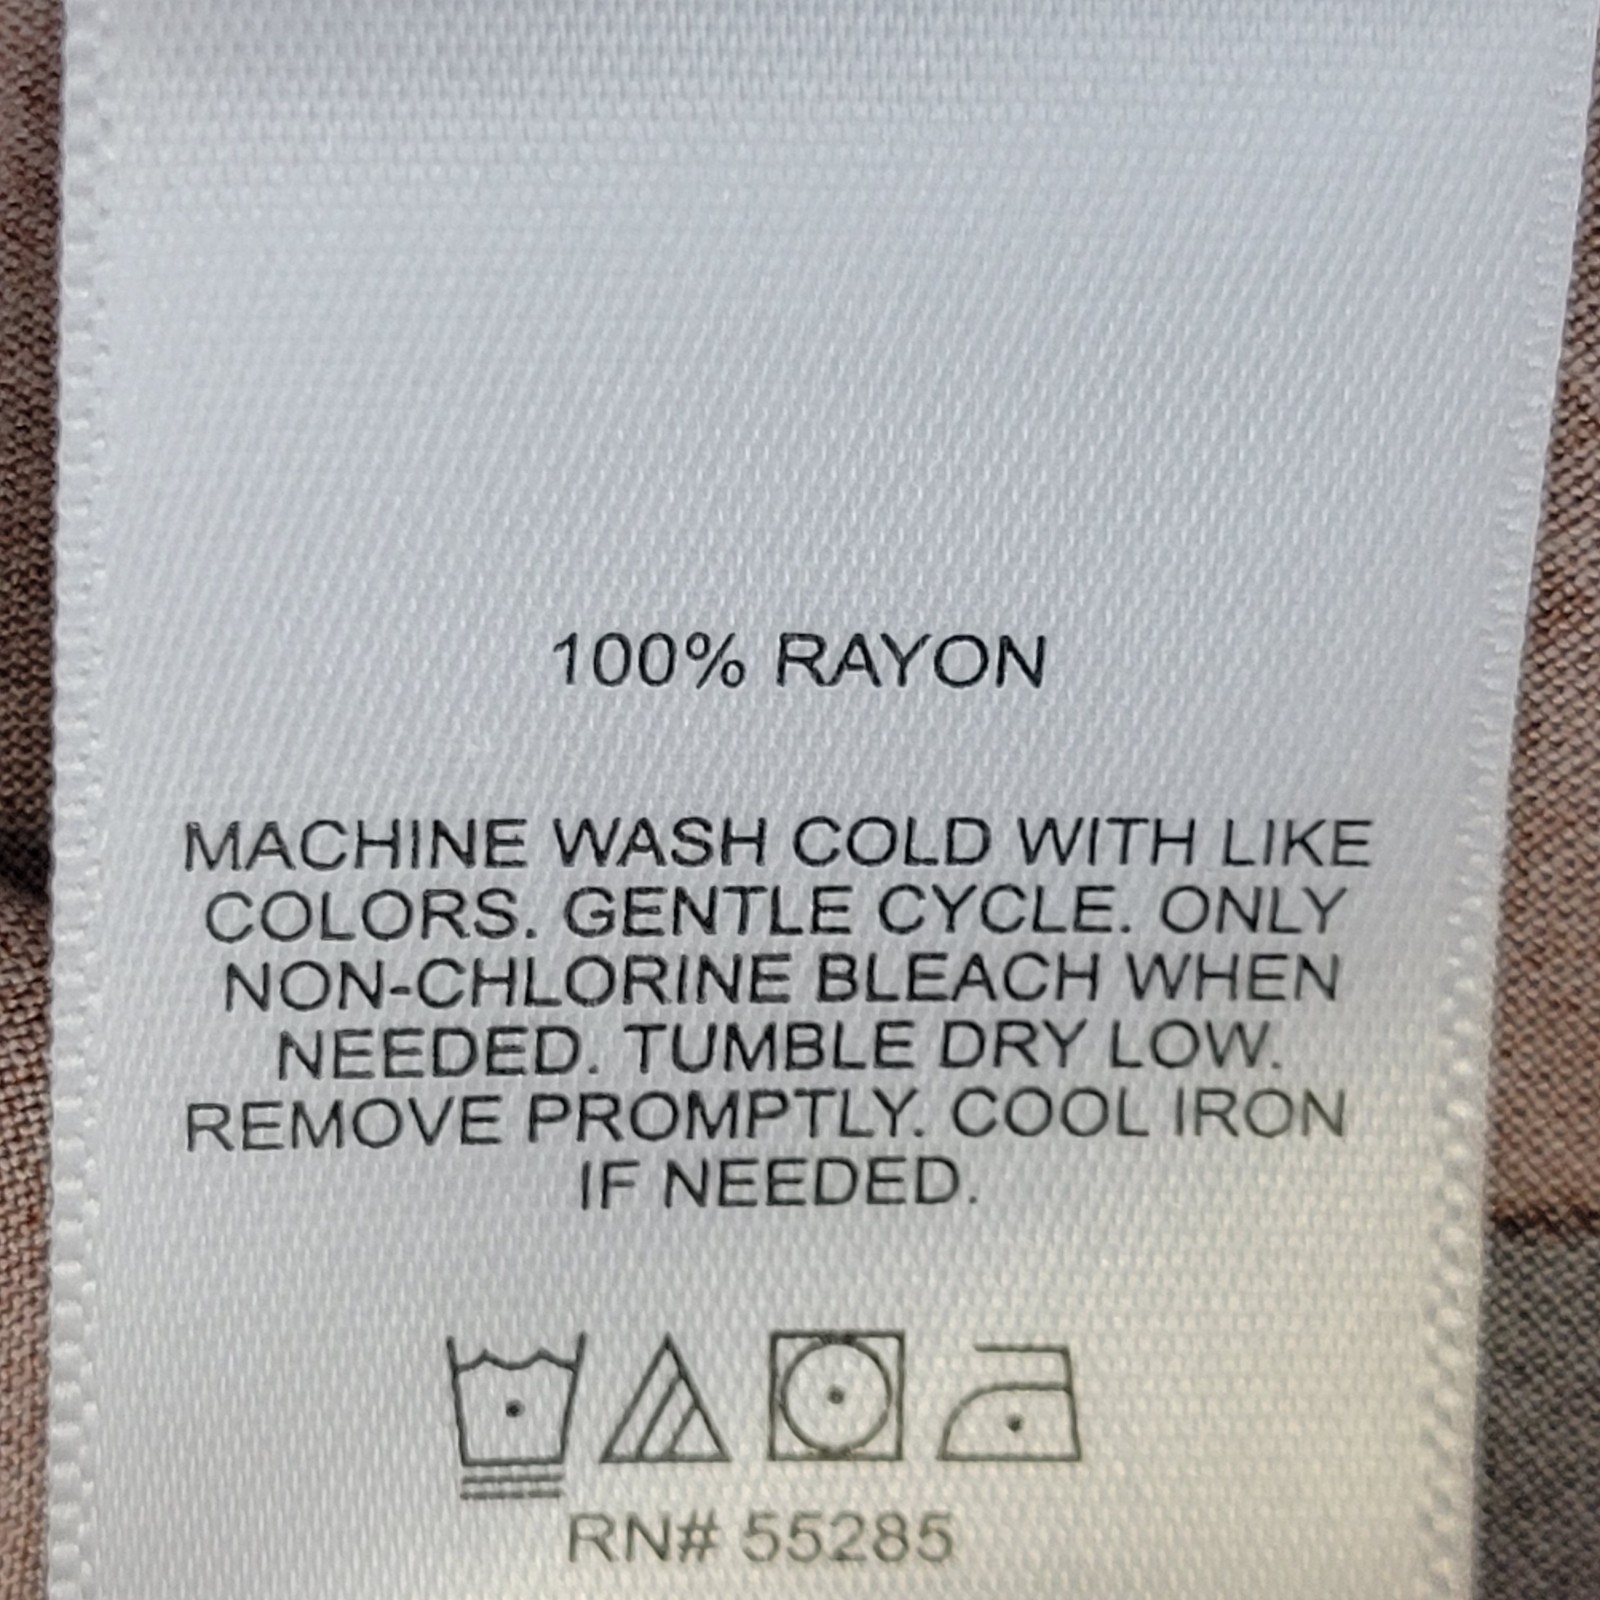 100% RAYON
MACHINE WASH COLD WITH LIKE
COLORS. GENTLE CYCLE. ONLY
NON-CHLORINE BLEACH WHEN
NEEDED. TUMBLE DRY LOW.
REMOVE PROMPTLY. COOL IRON
IF NEEDED.
RN# 55285